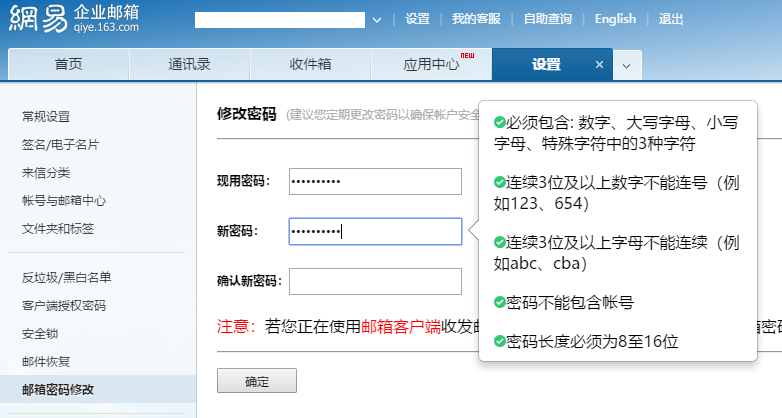 網易 企业邮箱
qiye.163.com
设置 | 我的客服 | 自助查询 | English | 退出
首页 通讯录 收件箱 应用中心 new 设置 ×
常规设置
签名/电子名片
来信分类
帐号与邮箱中心
文件夹和标签
反垃圾/黑白名单
客户端授权密码
安全锁
邮件恢复
邮箱密码修改
修改密码 (建议您定期更改密码以确保帐户安全
现用密码:
新密码:
确认新密码:
必须包含: 数字、大写字母、小写
字母、特殊字符中的3种字符
连续3位及以上数字不能连号（例
如123、654）
连续3位及以上字母不能连续（例
如abc、cba）
密码不能包含帐号
密码长度必须为8至16位
注意：若您正在使用邮箱客户端收发邮 箱密码
确定